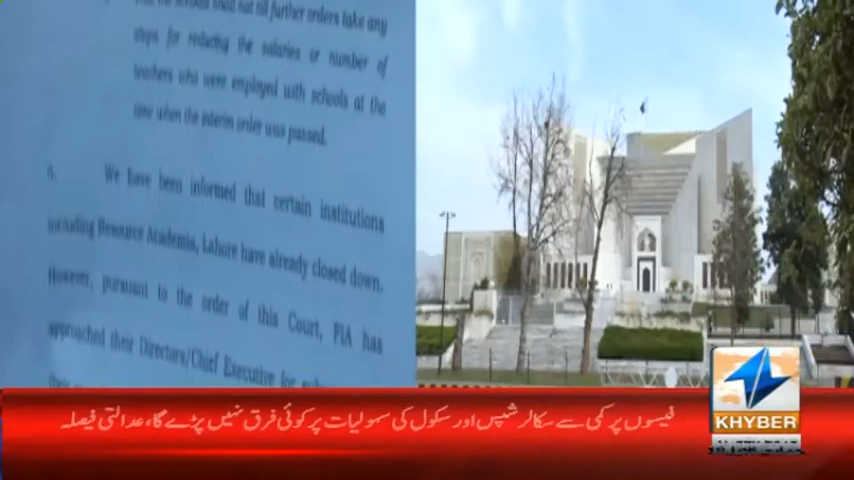 the schools shall not till further orders take any
steps for reducing the salaries or number of
teachers who were employed with schools at the
time when the interim order was passed.
We have been informed that certain institutions
including Resource Academia, Lahore have already closed down.
However, pursuant to the order of this Court, FIA has
approached their Directors/Chief Executive for
فیسوں پر کمی سے سکالرشپس اور سکول کی سہولیات پر کوئی فرق نہیں پڑے گا، عدالتی فیصلہ
KHYBER